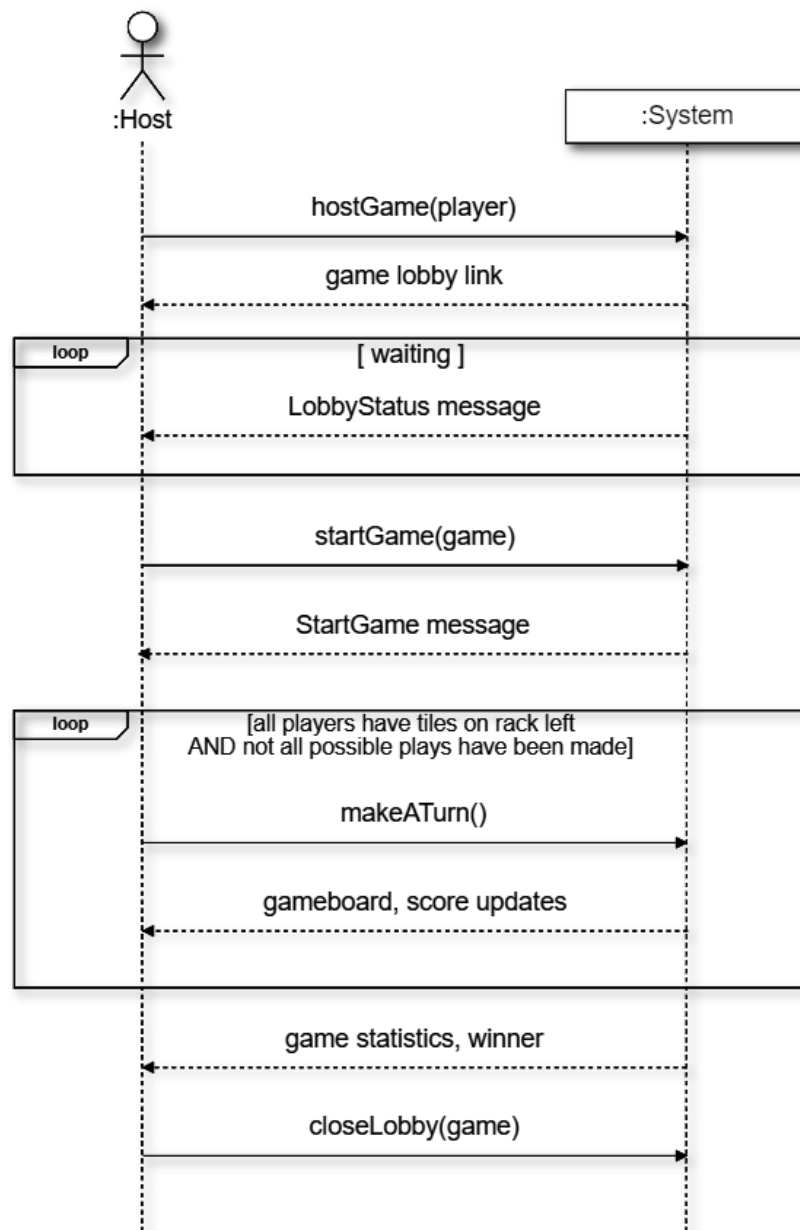 :Host
:System
hostGame(player)
game lobby link
loop
[ waiting ]
LobbyStatus message
startGame(game)
StartGame message
loop
[all players have tiles on rack left
AND not all possible plays have been made]
makeATurn()
gameboard, score updates
game statistics, winner
closeLobby(game)